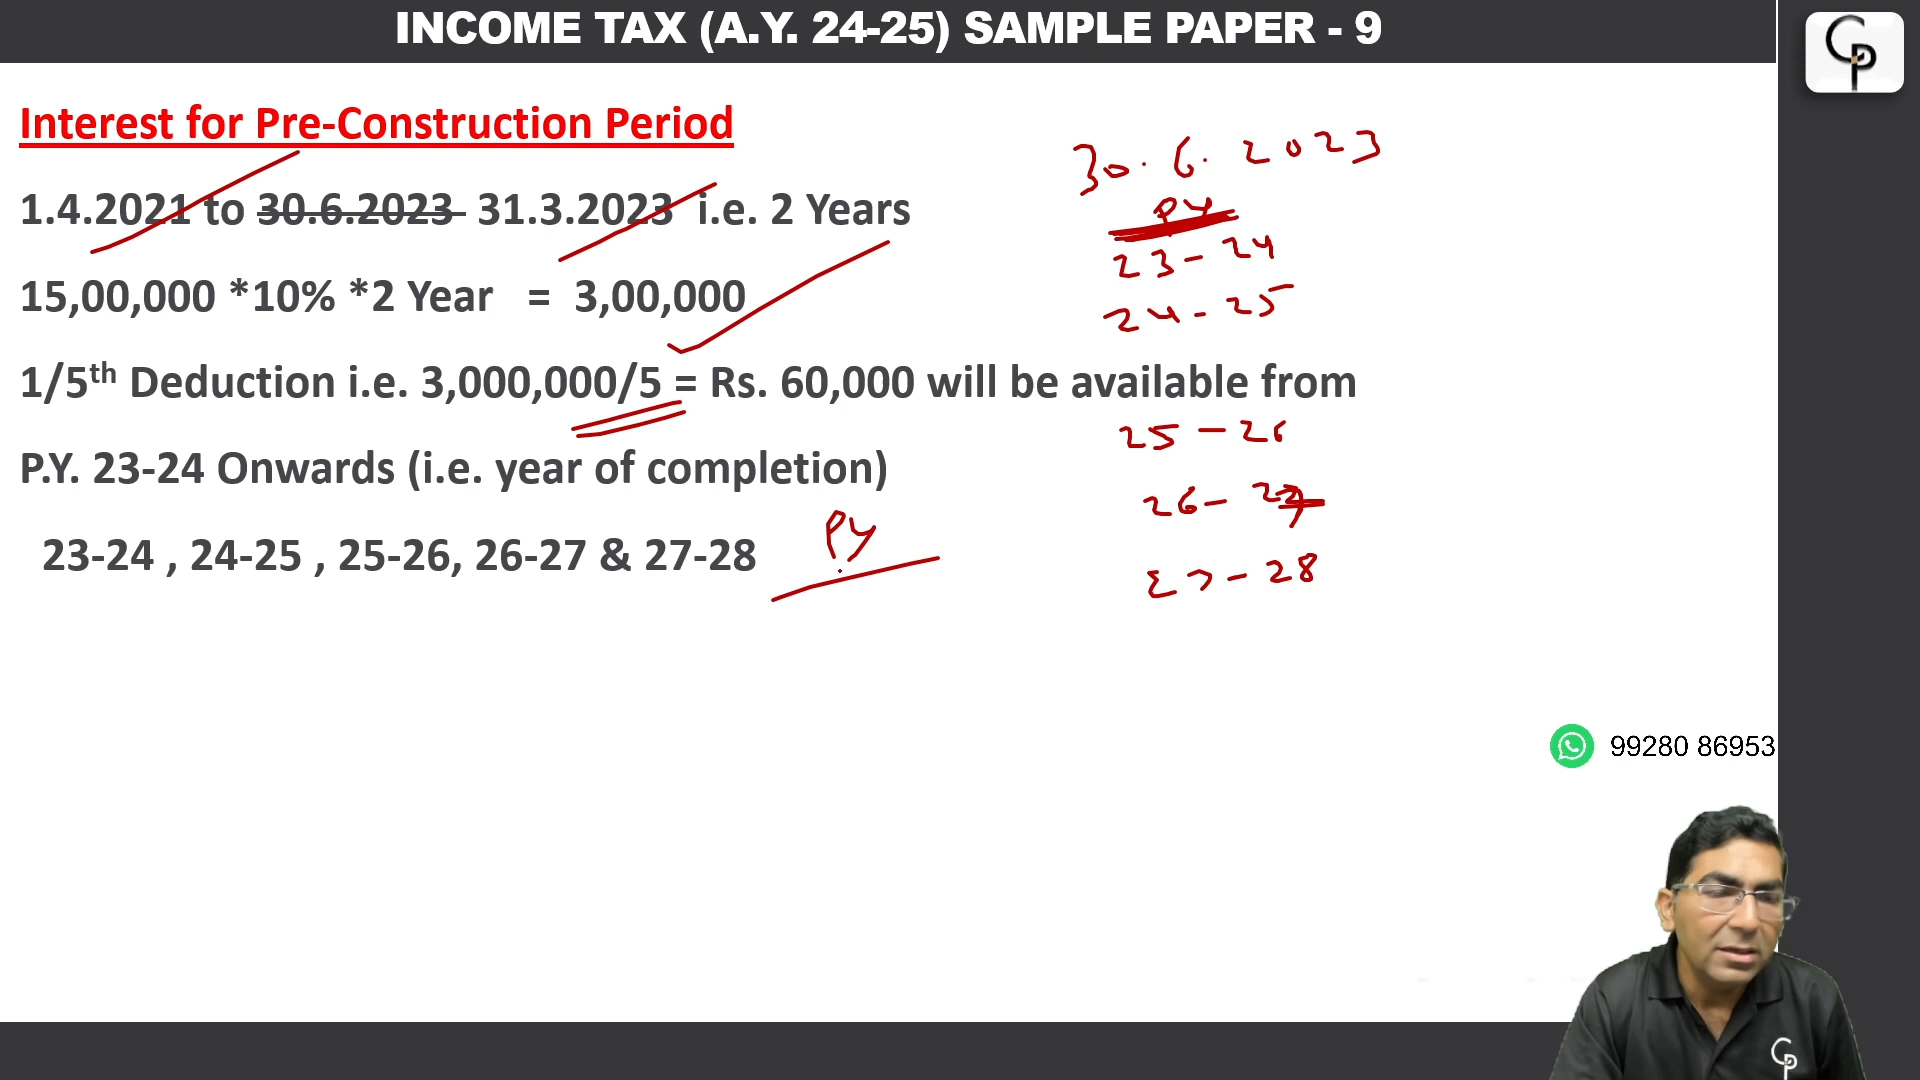 INCOME TAX (A.Y. 24-25) SAMPLE PAPER - 9
CP
Interest for Pre-Construction Period
1.4.2021 to 30.6.2023 31.3.2023 i.e. 2 Years
15,00,000 *10% *2 Year = 3,00,000
1/5th Deduction i.e. 3,000,000/5 = Rs. 60,000 will be available from
P.Y. 23-24 Onwards (i.e. year of completion)
23-24 , 24-25 , 25-26, 26-27 & 27-28
PY
30.6.2023
PY
23-24
24-25
25-26
26-27
27-28
99280 86953
CP